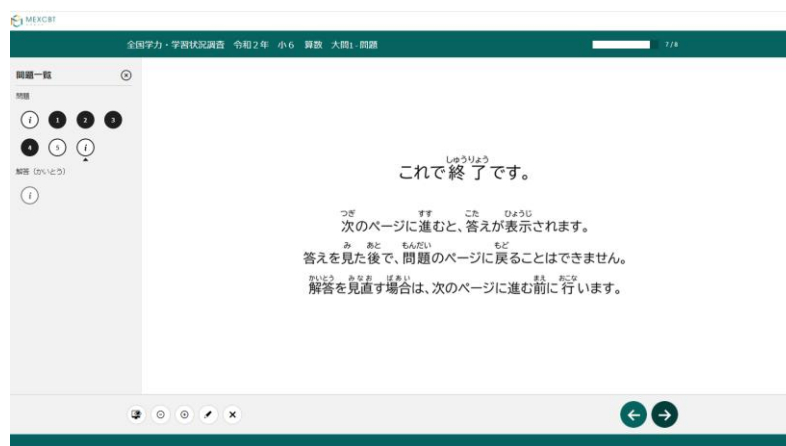 MEXCBT
全国学力・学習状況調査 令和2年 小6 算数 大問1-問題
7/8
問題一覧
問題
i 1 2 3
4 5 i
解答（かいとう）
i
しゅうりょう
これで終了です。
つぎ すす こた ひょうじ
次のページに進むと、答えが表示されます。
み あと もんだい もど
答えを見た後で、問題のページに戻ることはできません。
かいとう みなお ばあい まえ おこな
解答を見直す場合は、次のページに進む前に行います。